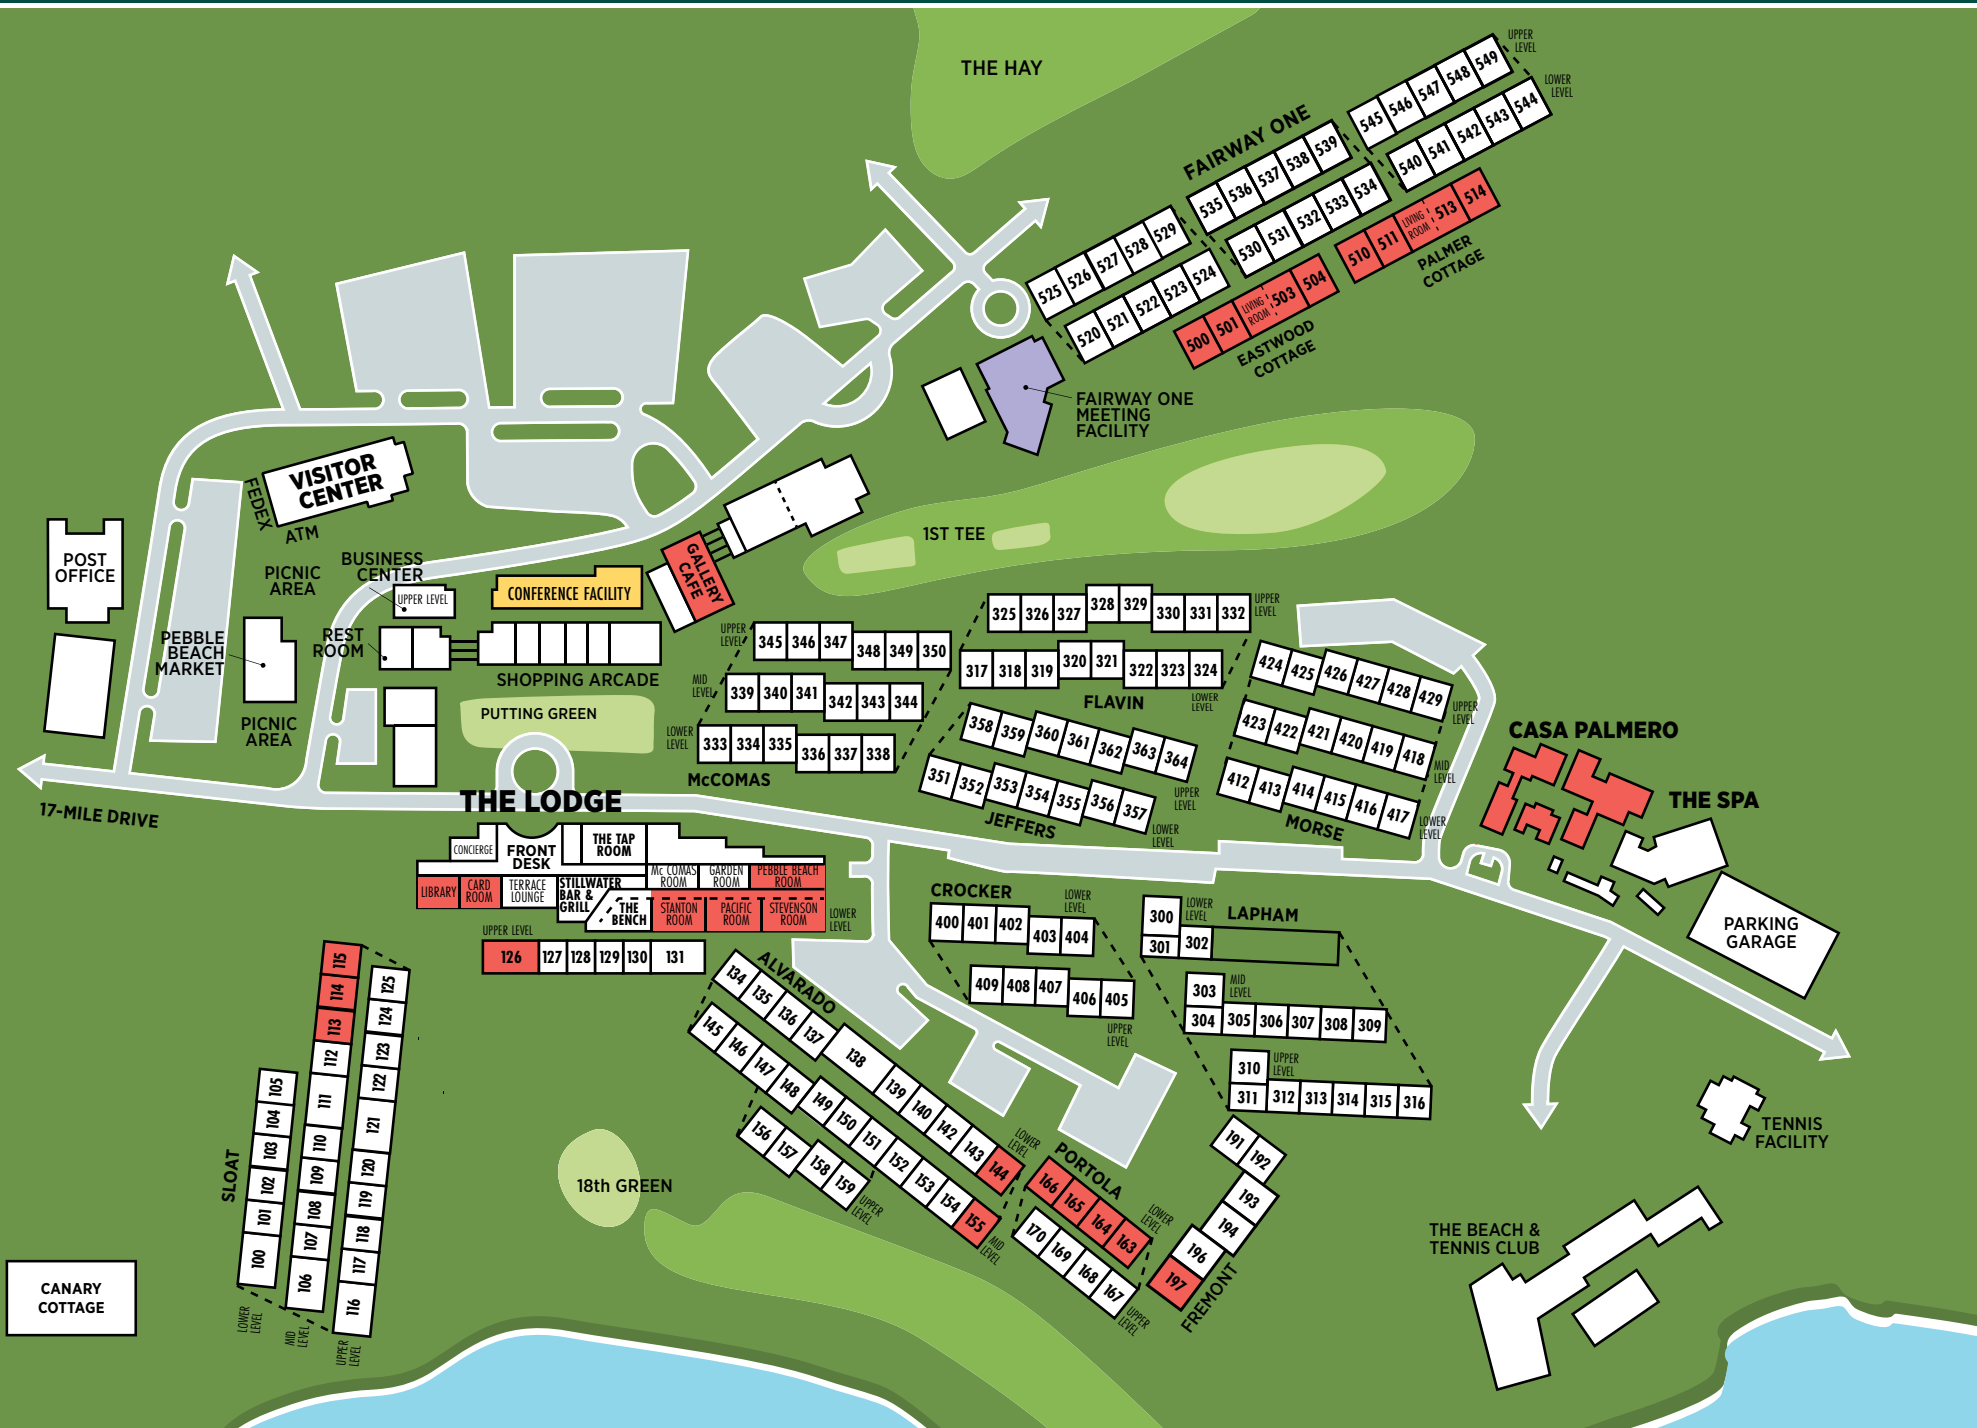 THE HAY
FAIRWAY ONE
UPPER
LEVEL
545 546 547 548 549
LOWER
LEVEL
540 541 542 543 544
535 536 537 538 539
530 531 532 533 534
525 526 527 528 529
520 521 522 523 524
510 511 LIVING
ROOM 513 514
PALMER
COTTAGE
500 501 LIVING
ROOM 503 504
EASTWOOD
COTTAGE
FAIRWAY ONE
MEETING
FACILITY
1ST TEE
VISITOR
CENTER
FEDEX
ATM
POST
OFFICE
PICNIC
AREA
BUSINESS
CENTER
UPPER LEVEL
CONFERENCE FACILITY
GALLERY
CAFE
PEBBLE
BEACH
MARKET
REST
ROOM
SHOPPING ARCADE
PICNIC
AREA
PUTTING GREEN
17-MILE DRIVE
UPPER
LEVEL
345 346 347 348 349 350
MID
LEVEL
339 340 341 342 343 344
LOWER
LEVEL
333 334 335 336 337 338
McCOMAS
325 326 327 328 329 330 331 332
UPPER
LEVEL
317 318 319 320 321 322 323 324
LOWER
LEVEL
FLAVIN
358 359 360 361 362 363 364
UPPER
LEVEL
351 352 353 354 355 356 357
LOWER
LEVEL
JEFFERS
424 425 426 427 428 429
UPPER
LEVEL
423 422 421 420 419 418
MID
LEVEL
412 413 414 415 416 417
LOWER
LEVEL
MORSE
CASA PALMERO
THE SPA
PARKING
GARAGE
THE LODGE
CONCIERGE
FRONT
DESK
THE TAP
ROOM
LIBRARY
CARD
ROOM
TERRACE
LOUNGE
STILLWATER
BAR &
GRILL
THE
BENCH
Mc COMAS
ROOM
GARDEN
ROOM
PEBBLE BEACH
ROOM
STANTON
ROOM
PACIFIC
ROOM
STEVENSON
ROOM
LOWER
LEVEL
UPPER LEVEL
126 127 128 129 130 131
CROCKER
LOWER
LEVEL
400 401 402 403 404
409 408 407 406 405
UPPER
LEVEL
LAPHAM
300
LOWER
LEVEL
301 302
303
MID
LEVEL
304 305 306 307 308 309
310
UPPER
LEVEL
311 312 313 314 315 316
ALVARADO
134 135 136 137 138 139 140 142 143 144
LOWER
LEVEL
145 146 147 148 149 150 151 152 153 154 155
MID
LEVEL
156 157 158 159
UPPER
LEVEL
PORTOLA
166 165 164 163
LOWER
LEVEL
170 169 168 167
UPPER
LEVEL
191 192
193
194
196
197
FREMONT
SLOAT
105 104 103 102 101 100
LOWER
LEVEL
115 114 113 112 111 110 109 108 107 106
MID
LEVEL
125 124 123 122 121 120 119 118 117 116
UPPER
LEVEL
18th GREEN
CANARY
COTTAGE
TENNIS
FACILITY
THE BEACH &
TENNIS CLUB